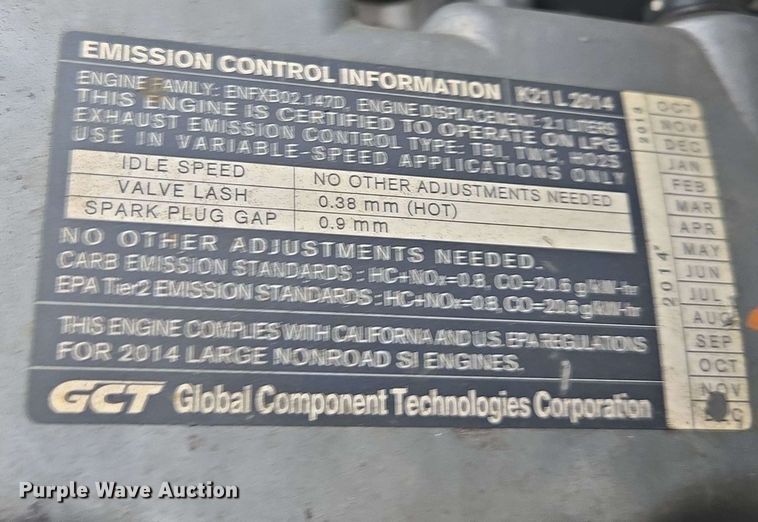 EMISSION CONTROL INFORMATION K21 L 2014
ENGINE FAMILY: ENFXB02.147D, ENGINE DISPLACEMENT: 2.1 LITERS
THIS ENGINE IS CERTIFIED TO OPERATE ON LPG.
EXHAUST EMISSION CONTROL TYPE: TBI, TWC, HO2S
USE IN VARIABLE-SPEED APPLICATIONS ONLY
IDLE SPEED NO OTHER ADJUSTMENTS NEEDED
VALVE LASH 0.38 mm (HOT)
SPARK PLUG GAP 0.9 mm
NO OTHER ADJUSTMENTS NEEDED.
CARB EMISSION STANDARDS : HC+NOx=0.8, CO=20.6 g/kW-hr
EPA Tier2 EMISSION STANDARDS : HC+NOx=0.8, CO=20.6 g/kW-hr
THIS ENGINE COMPLIES WITH CALIFORNIA AND U.S. EPA REGULATIONS
FOR 2014 LARGE NONROAD SI ENGINES.
GCT Global Component Technologies Corporation
2013
OCT
NOV
DEC
2014
JAN
FEB
MAR
APR
MAY
JUN
JUL
AUG
SEP
OCT
NOV
Purple Wave Auction